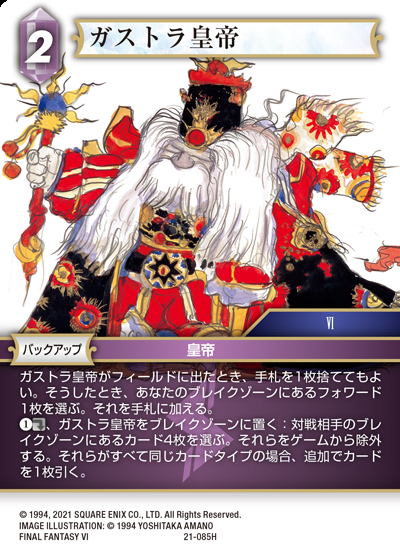 2
ガストラ皇帝
VI
バックアップ
皇帝
ガストラ皇帝がフィールドに出たとき、手札を1枚捨ててもよ
い。そうしたとき、あなたのブレイクゾーンにあるフォワード
1枚を選ぶ。それを手札に加える。
1、ガストラ皇帝をブレイクゾーンに置く:対戦相手のブレ
イクゾーンにあるカード4枚を選ぶ。それらをゲームから除外
する。それらがすべて同じカードタイプの場合、追加でカード
を1枚引く。
© 1994, 2021 SQUARE ENIX CO., LTD. All Rights Reserved.
IMAGE ILLUSTRATION: © 1994 YOSHITAKA AMANO
FINAL FANTASY VI 21-085H